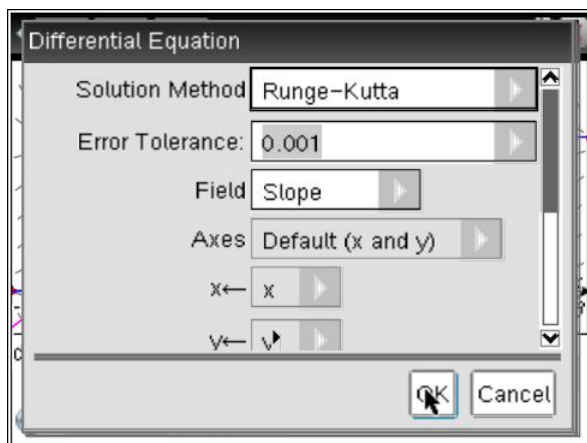 Differential Equation
Solution Method Runge-Kutta
Error Tolerance: 0.001
Field Slope
Axes Default (x and y)
x← x
y←
OK Cancel